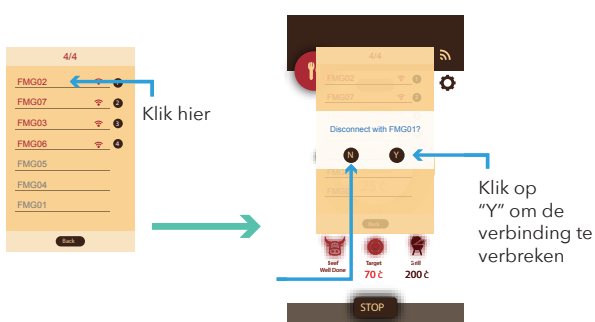 4/4
FMG02 1
FMG07 2
FMG03 3
FMG06 4
FMG05
FMG04
FMG01
Back
Klik hier
4/4
FMG02 1
FMG07 2
Disconnect with FMG01?
N Y
Back
Beef
Well Done
Target
70 c
Grill
200 c
STOP
Klik op
“Y” om de
verbinding te
verbreken